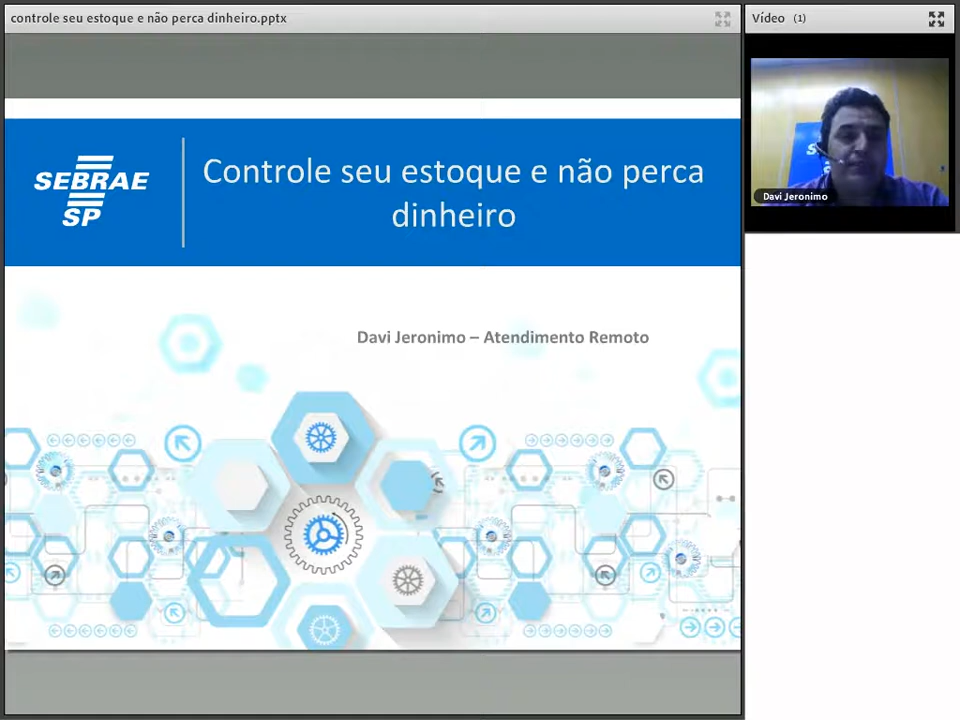 controle seu estoque e não perca dinheiro.pptx
Vídeo (1)
SEBRAE
SP
Controle seu estoque e não perca
dinheiro
Davi Jeronimo
Davi Jeronimo – Atendimento Remoto